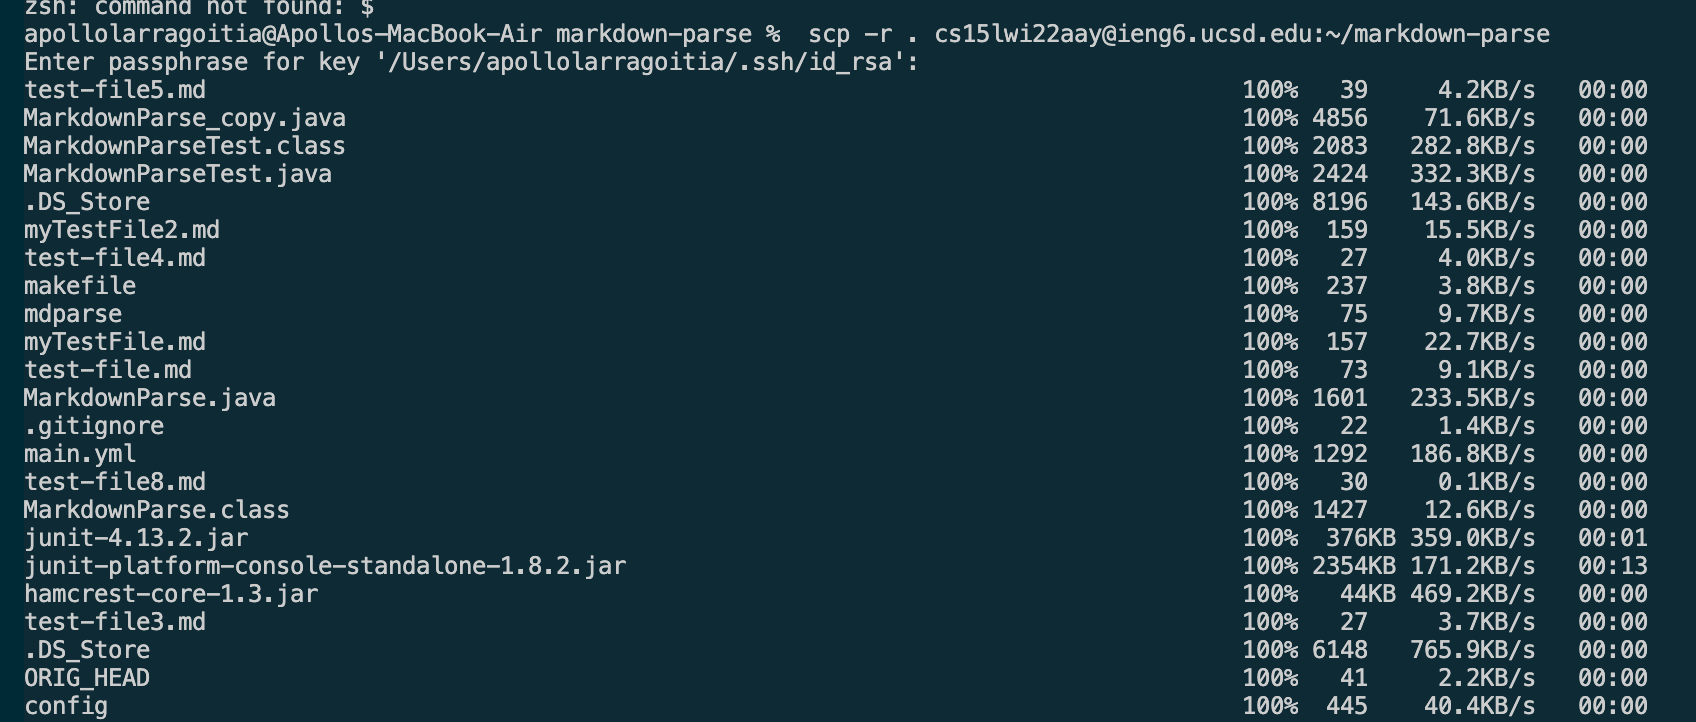 zsh: command not found: $
apollolarragoitia@Apollos-MacBook-Air markdown-parse %  scp -r . cs15lwi22aay@ieng6.ucsd.edu:~/markdown-parse
Enter passphrase for key '/Users/apollolarragoitia/.ssh/id_rsa':
test-file5.md 100% 39 4.2KB/s 00:00
MarkdownParse_copy.java 100% 4856 71.6KB/s 00:00
MarkdownParseTest.class 100% 2083 282.8KB/s 00:00
MarkdownParseTest.java 100% 2424 332.3KB/s 00:00
.DS_Store 100% 8196 143.6KB/s 00:00
myTestFile2.md 100% 159 15.5KB/s 00:00
test-file4.md 100% 27 4.0KB/s 00:00
makefile 100% 237 3.8KB/s 00:00
mdparse 100% 75 9.7KB/s 00:00
myTestFile.md 100% 157 22.7KB/s 00:00
test-file.md 100% 73 9.1KB/s 00:00
MarkdownParse.java 100% 1601 233.5KB/s 00:00
.gitignore 100% 22 1.4KB/s 00:00
main.yml 100% 1292 186.8KB/s 00:00
test-file8.md 100% 30 0.1KB/s 00:00
MarkdownParse.class 100% 1427 12.6KB/s 00:00
junit-4.13.2.jar 100% 376KB 359.0KB/s 00:01
junit-platform-console-standalone-1.8.2.jar 100% 2354KB 171.2KB/s 00:13
hamcrest-core-1.3.jar 100% 44KB 469.2KB/s 00:00
test-file3.md 100% 27 3.7KB/s 00:00
.DS_Store 100% 6148 765.9KB/s 00:00
ORIG_HEAD 100% 41 2.2KB/s 00:00
config 100% 445 40.4KB/s 00:00